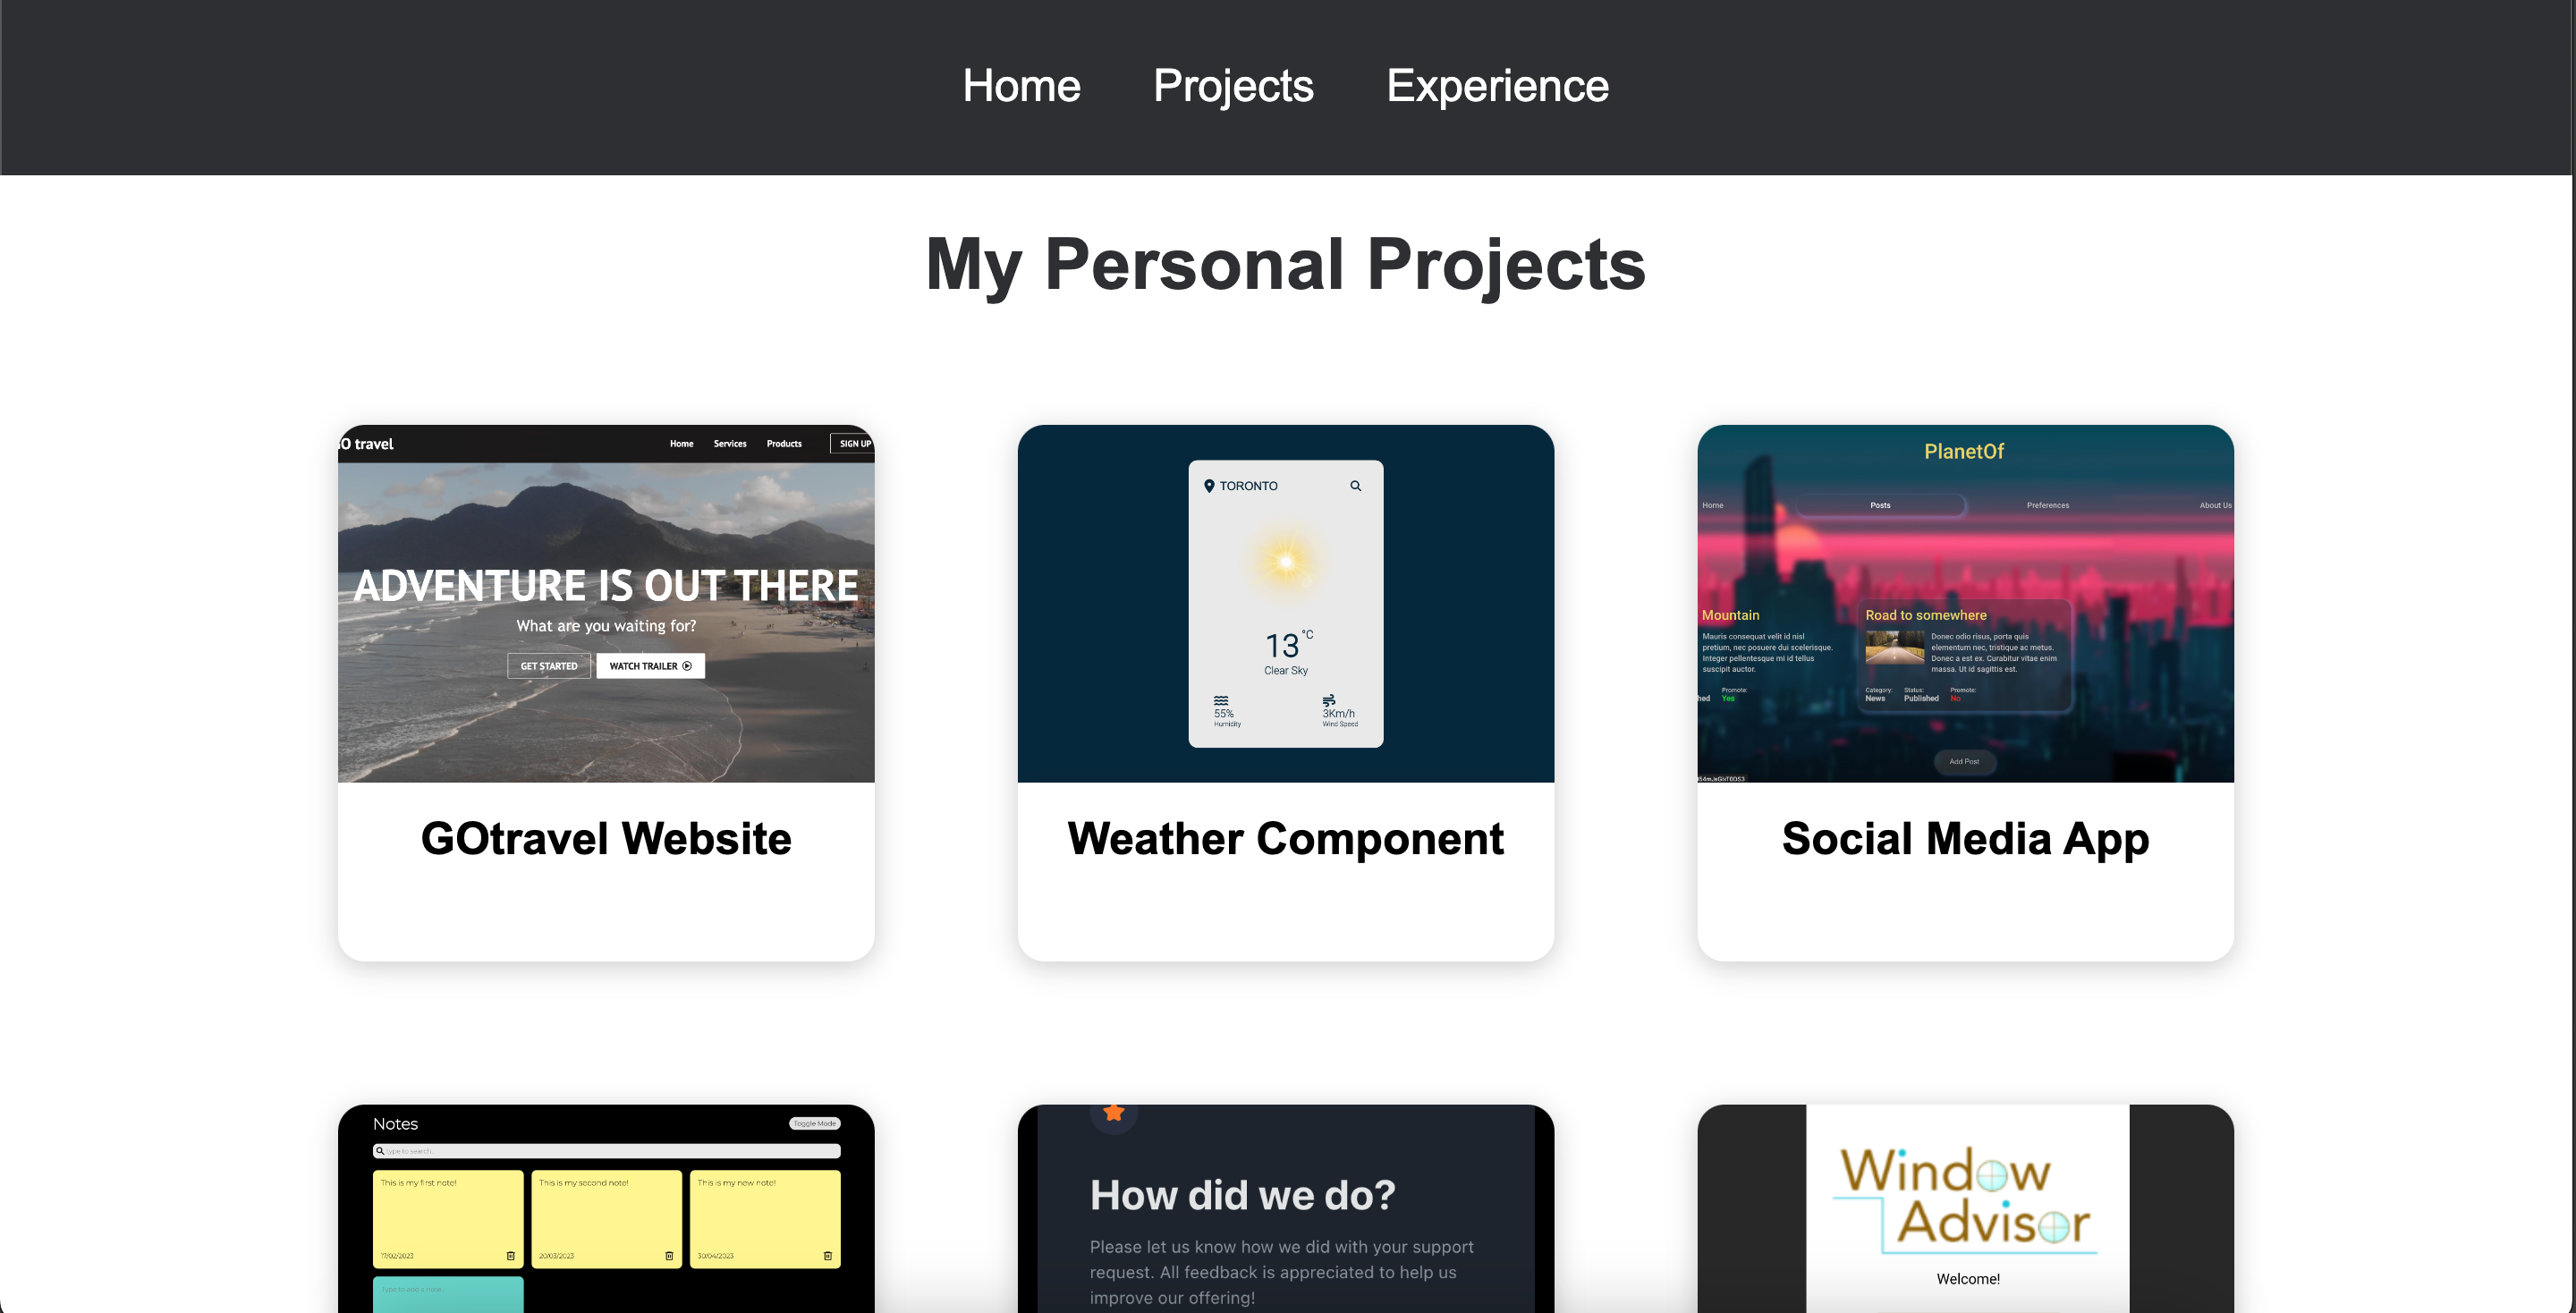 Home Projects Experience
My Personal Projects
GO travel Home Services Products SIGN UP
ADVENTURE IS OUT THERE
What are you waiting for?
GET STARTED WATCH TRAILER
GOtravel Website
TORONTO
13 °C
Clear Sky
55% 3Km/h
Humidity Wind Speed
Weather Component
PlanetOf
Home Posts Preferences About Us
Mountain
Mauris consequat velit id nisl
pretium, nec posuere dui scelerisque.
Integer pellentesque mi id tellus
suscipit auctor.
Promote:
hed Yes
Road to somewhere
Donec odio risus, porta quis
elementum nec, tristique ac metus.
Donec a est ex. Curabitur vitae enim
massa. Ut id sagittis est.
Category: Status: Promote:
News Published No
Add Post
Social Media App
Notes Toggle Mode
type to search...
This is my first note! This is my second note! This is my new note!
17/02/2023 20/03/2023 30/04/2023
Type to add a note...
How did we do?
Please let us know how we did with your support
request. All feedback is appreciated to help us
improve our offering!
Window
Advisor
Welcome!